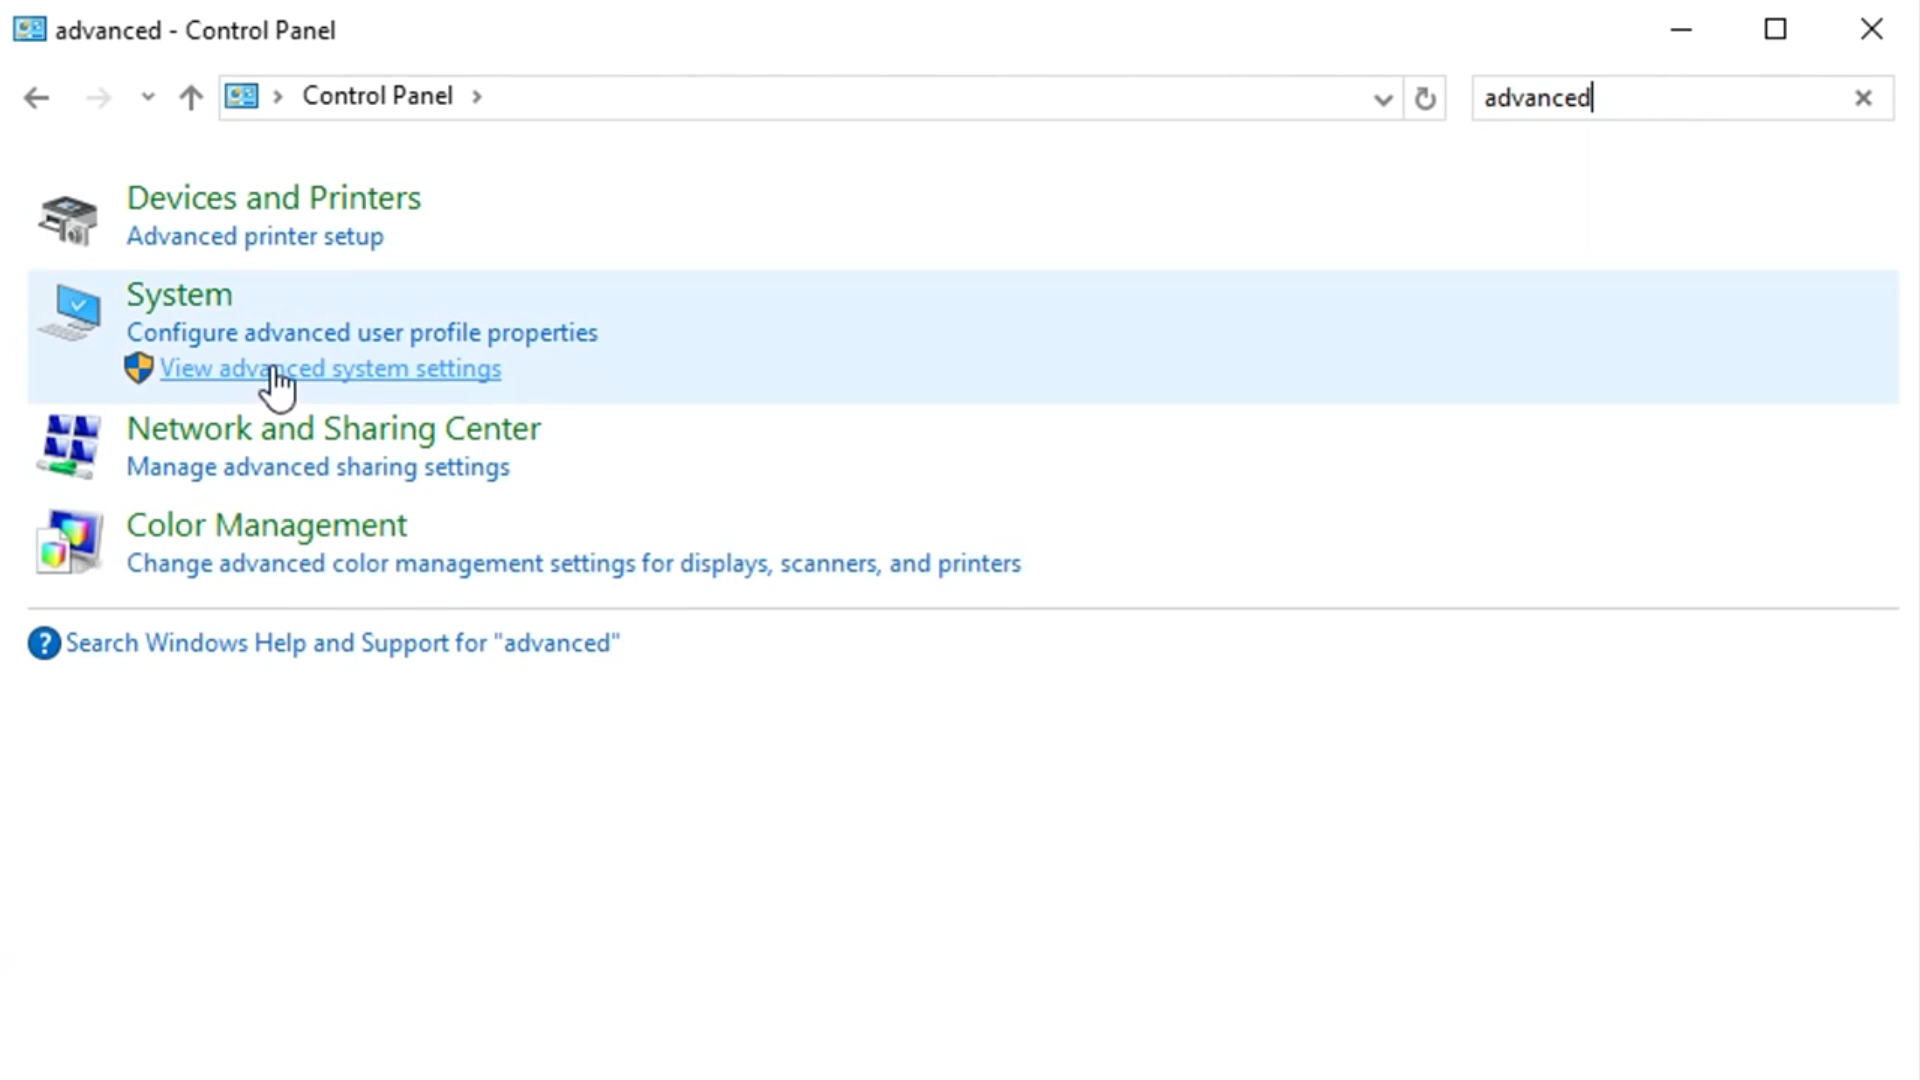 advanced - Control Panel
Control Panel
advanced
Devices and Printers
Advanced printer setup
System
Configure advanced user profile properties
View advanced system settings
Network and Sharing Center
Manage advanced sharing settings
Color Management
Change advanced color management settings for displays, scanners, and printers
Search Windows Help and Support for "advanced"